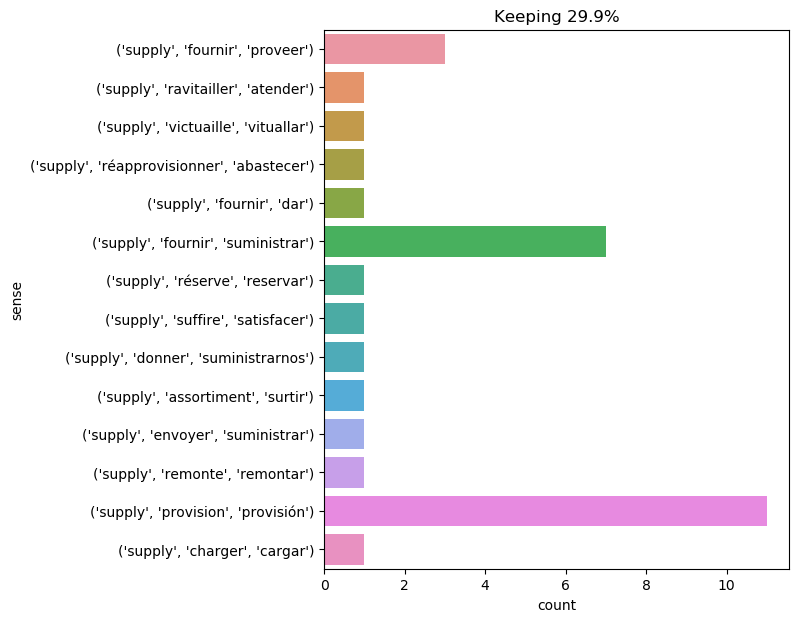 Keeping 29.9%
('supply', 'fournir', 'proveer')
('supply', 'ravitailler', 'atender')
('supply', 'victuaille', 'vituallar')
('supply', 'réapprovisionner', 'abastecer')
('supply', 'fournir', 'dar')
('supply', 'fournir', 'suministrar')
('supply', 'réserve', 'reservar')
('supply', 'suffire', 'satisfacer')
('supply', 'donner', 'suministrarnos')
('supply', 'assortiment', 'surtir')
('supply', 'envoyer', 'suministrar')
('supply', 'remonte', 'remontar')
('supply', 'provision', 'provisión')
('supply', 'charger', 'cargar')
sense
0 2 4 6 8 10
count